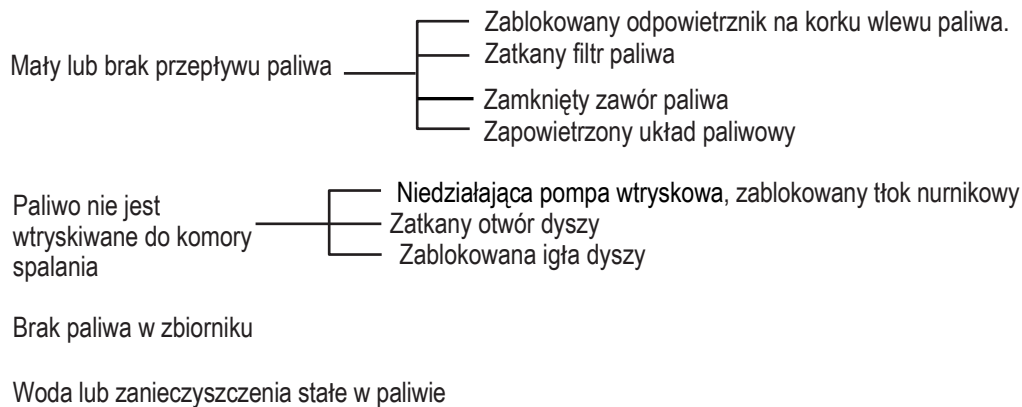 Zablokowany odpowietrznik na korku wlewu paliwa.
Mały lub brak przepływu paliwa
Zatkany filtr paliwa
Zamknięty zawór paliwa
Zapowietrzony układ paliwowy
Paliwo nie jest
wtryskiwane do komory
spalania
Niedziałająca pompa wtryskowa, zablokowany tłok nurnikowy
Zatkany otwór dyszy
Zablokowana igła dyszy
Brak paliwa w zbiorniku
Woda lub zanieczyszczenia stałe w paliwie